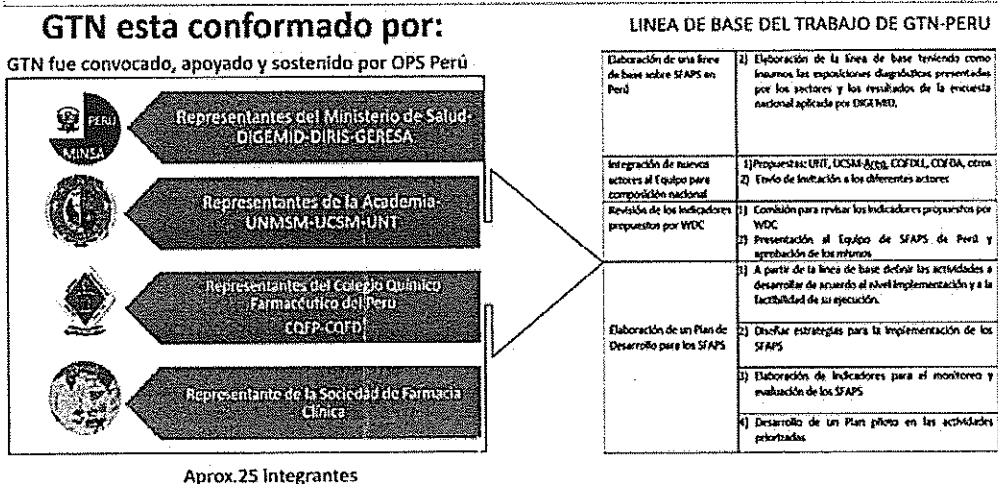 GTN esta conformado por:
GTN fue convocado, apoyado y sostenido por OPS Perú
PERÚ
MINSA
Representantes del Ministerio de Salud-
DIGEMID-DIRIS-GERESA
Representantes de la Academia-
UNMSM-UCSM-UNT
Representantes del Colegio Químico
Farmacéutico del Perú
CQFP-CQFD
Representante de la Sociedad de Farmacia
Clínica
Aprox.25 integrantes
LINEA DE BASE DEL TRABAJO DE GTN-PERU
Elaboración de una línea
de base sobre SFAPS en
Perú
Elaboración de la línea de base teniendo como
insumos las exposiciones diagnósticas presentadas
por los sectores y los resultados de la encuesta
nacional aplicada por DIGEMID,
Integración de nuevos
actores al Equipo para
composición nacional
1)Propuestas: UNT, UCSM-Areq, CQFDLL, CQFDA, otros
2) Envío de invitación a los diferentes actores
Revisión de los indicadores
propuestos por WDC
1) Comisión para revisar los indicadores propuestos por
WDC
2) Presentación al Equipo de SFAPS de Perú y
aprobación de los mismos
Elaboración de un Plan de
Desarrollo para los SFAPS
1) A partir de la línea de base definir las actividades a
desarrollar de acuerdo al nivel implementación y a la
factibilidad de su ejecución.
2) Diseñar estrategias para la implementación de los
SFAPS
3) Elaboración de indicadores para el monitoreo y
evaluación de los SFAPS
4) Desarrollo de un Plan piloto en las actividades
priorizadas